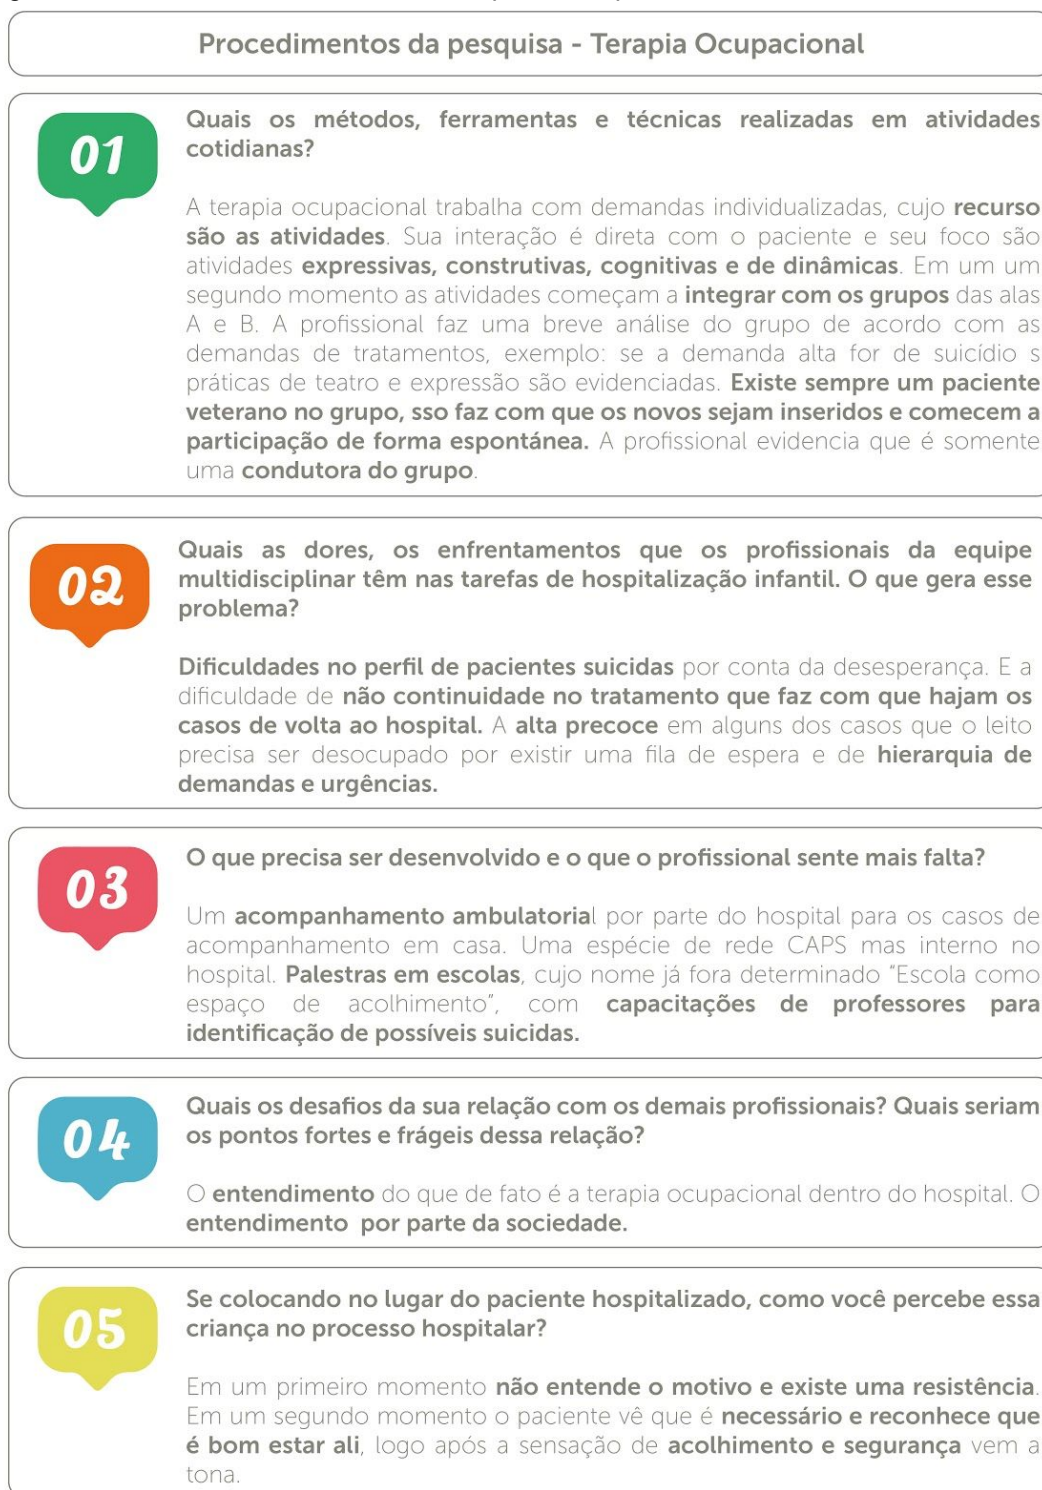 Procedimentos da pesquisa - Terapia Ocupacional
01
Quais os métodos, ferramentas e técnicas realizadas em atividades
cotidianas?
A terapia ocupacional trabalha com demandas individualizadas, cujo recurso
são as atividades. Sua interação é direta com o paciente e seu foco são
atividades expressivas, construtivas, cognitivas e de dinâmicas. Em um um
segundo momento as atividades começam a integrar com os grupos das alas
A e B. A profissional faz uma breve análise do grupo de acordo com as
demandas de tratamentos, exemplo: se a demanda alta for de suicídio s
práticas de teatro e expressão são evidenciadas. Existe sempre um paciente
veterano no grupo, sso faz com que os novos sejam inseridos e comecem a
participação de forma espontánea. A profissional evidencia que é somente
uma condutora do grupo.
02
Quais as dores, os enfrentamentos que os profissionais da equipe
multidisciplinar têm nas tarefas de hospitalização infantil. O que gera esse
problema?
Dificuldades no perfil de pacientes suicidas por conta da desesperança. E a
dificuldade de não continuidade no tratamento que faz com que hajam os
casos de volta ao hospital. A alta precoce em alguns dos casos que o leito
precisa ser desocupado por existir uma fila de espera e de hierarquia de
demandas e urgências.
03
O que precisa ser desenvolvido e o que o profissional sente mais falta?
Um acompanhamento ambulatorial por parte do hospital para os casos de
acompanhamento em casa. Uma espécie de rede CAPS mas interno no
hospital. Palestras em escolas, cujo nome já fora determinado “Escola como
espaço de acolhimento”, com capacitações de professores para
identificação de possíveis suicidas.
04
Quais os desafios da sua relação com os demais profissionais? Quais seriam
os pontos fortes e frágeis dessa relação?
O entendimento do que de fato é a terapia ocupacional dentro do hospital. O
entendimento por parte da sociedade.
05
Se colocando no lugar do paciente hospitalizado, como você percebe essa
criança no processo hospitalar?
Em um primeiro momento não entende o motivo e existe uma resistência.
Em um segundo momento o paciente vê que é necessário e reconhece que
é bom estar ali, logo após a sensação de acolhimento e segurança vem a
tona.